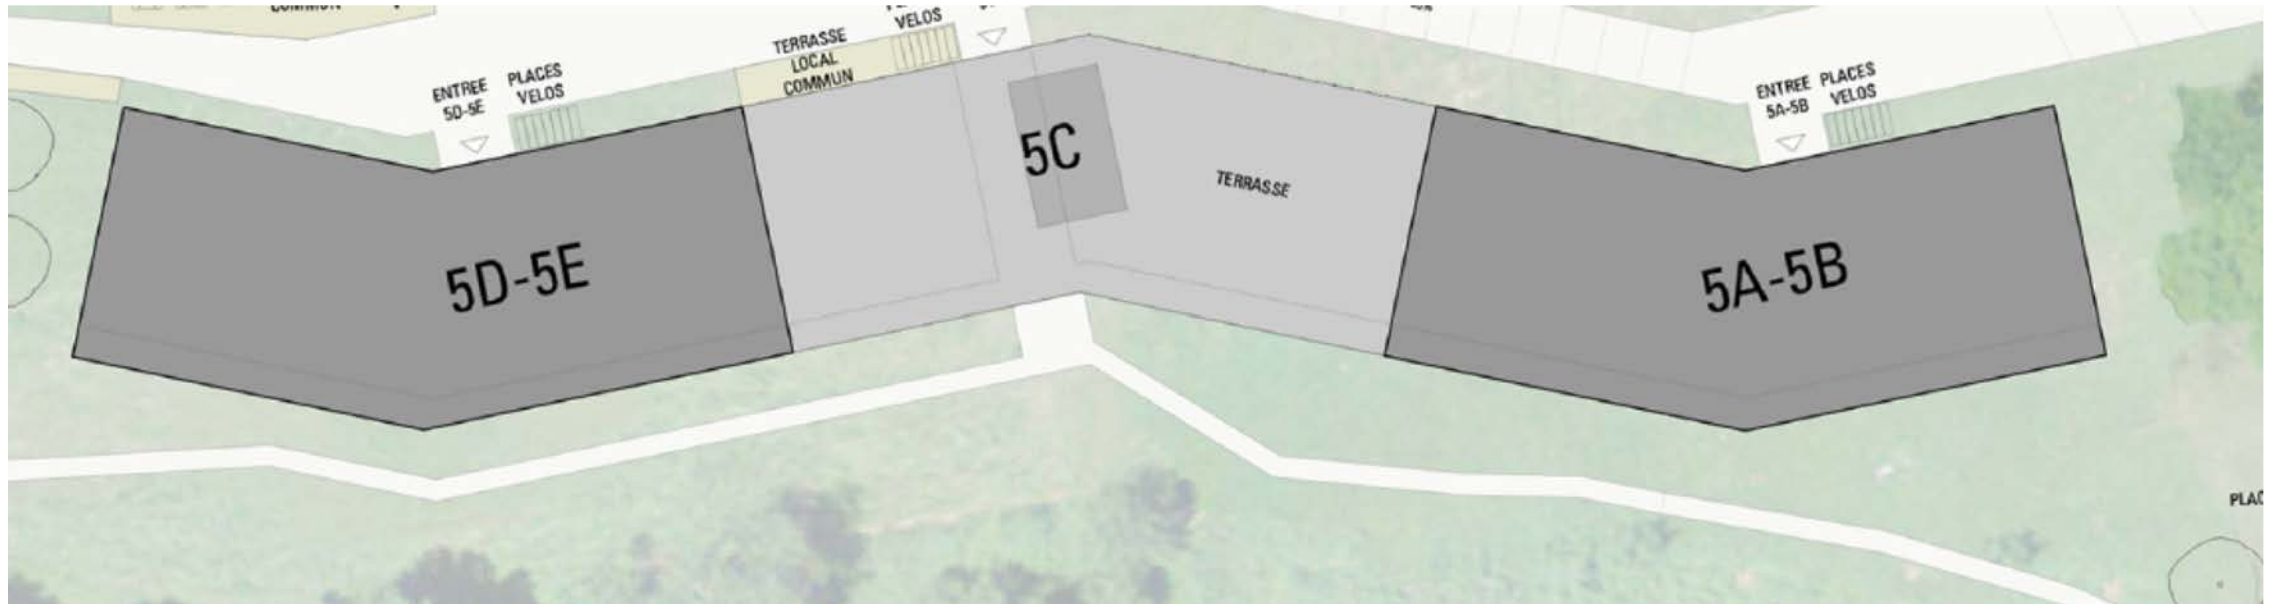 COMMUN
VELOS
TERRASSE
LOCAL
COMMUN
ENTREE
5D-5E
PLACES
VELOS
ENTREE
5A-5B
PLACES
VELOS
5C
TERRASSE
5D-5E
5A-5B